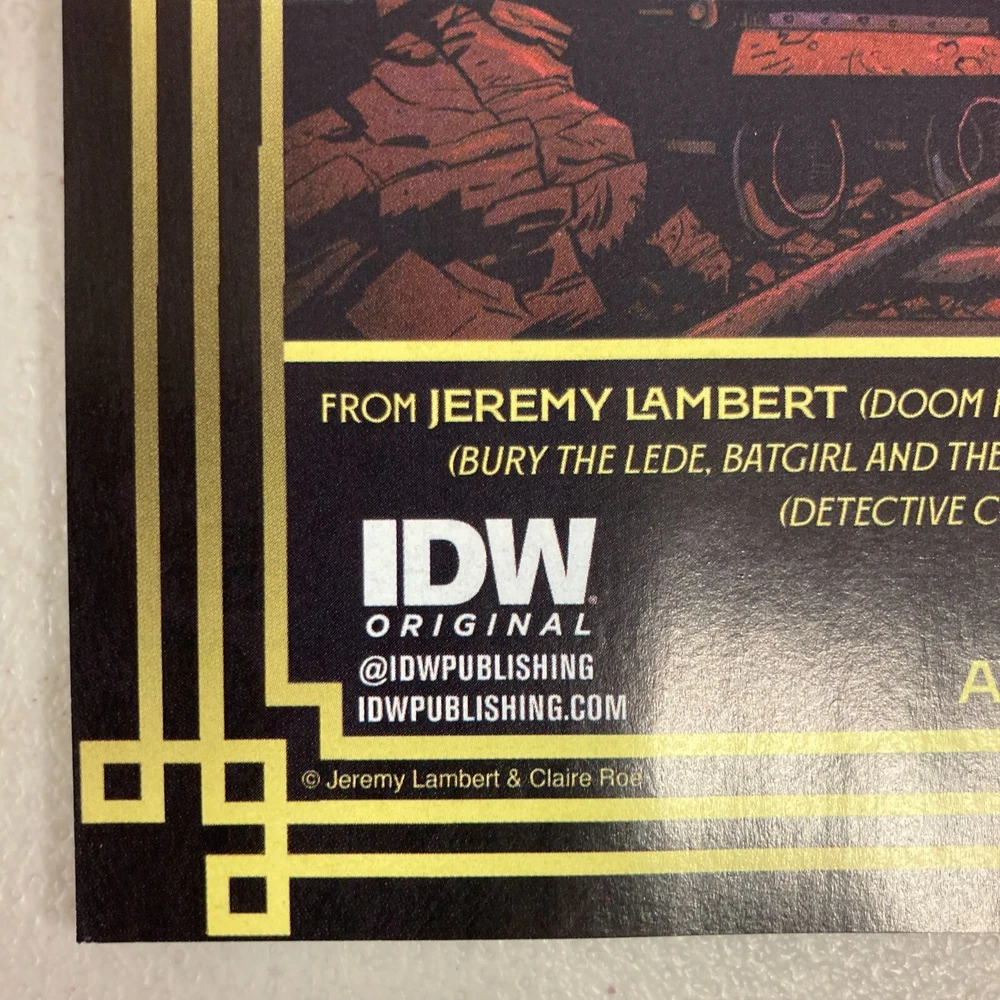 FROM JEREMY LAMBERT (DOOM
(BURY THE LEDE, BATGIRL AND THE
(DETECTIVE C
IDW
ORIGINAL
@IDWPUBLISHING
IDWPUBLISHING.COM
A
© Jeremy Lambert & Claire Roe